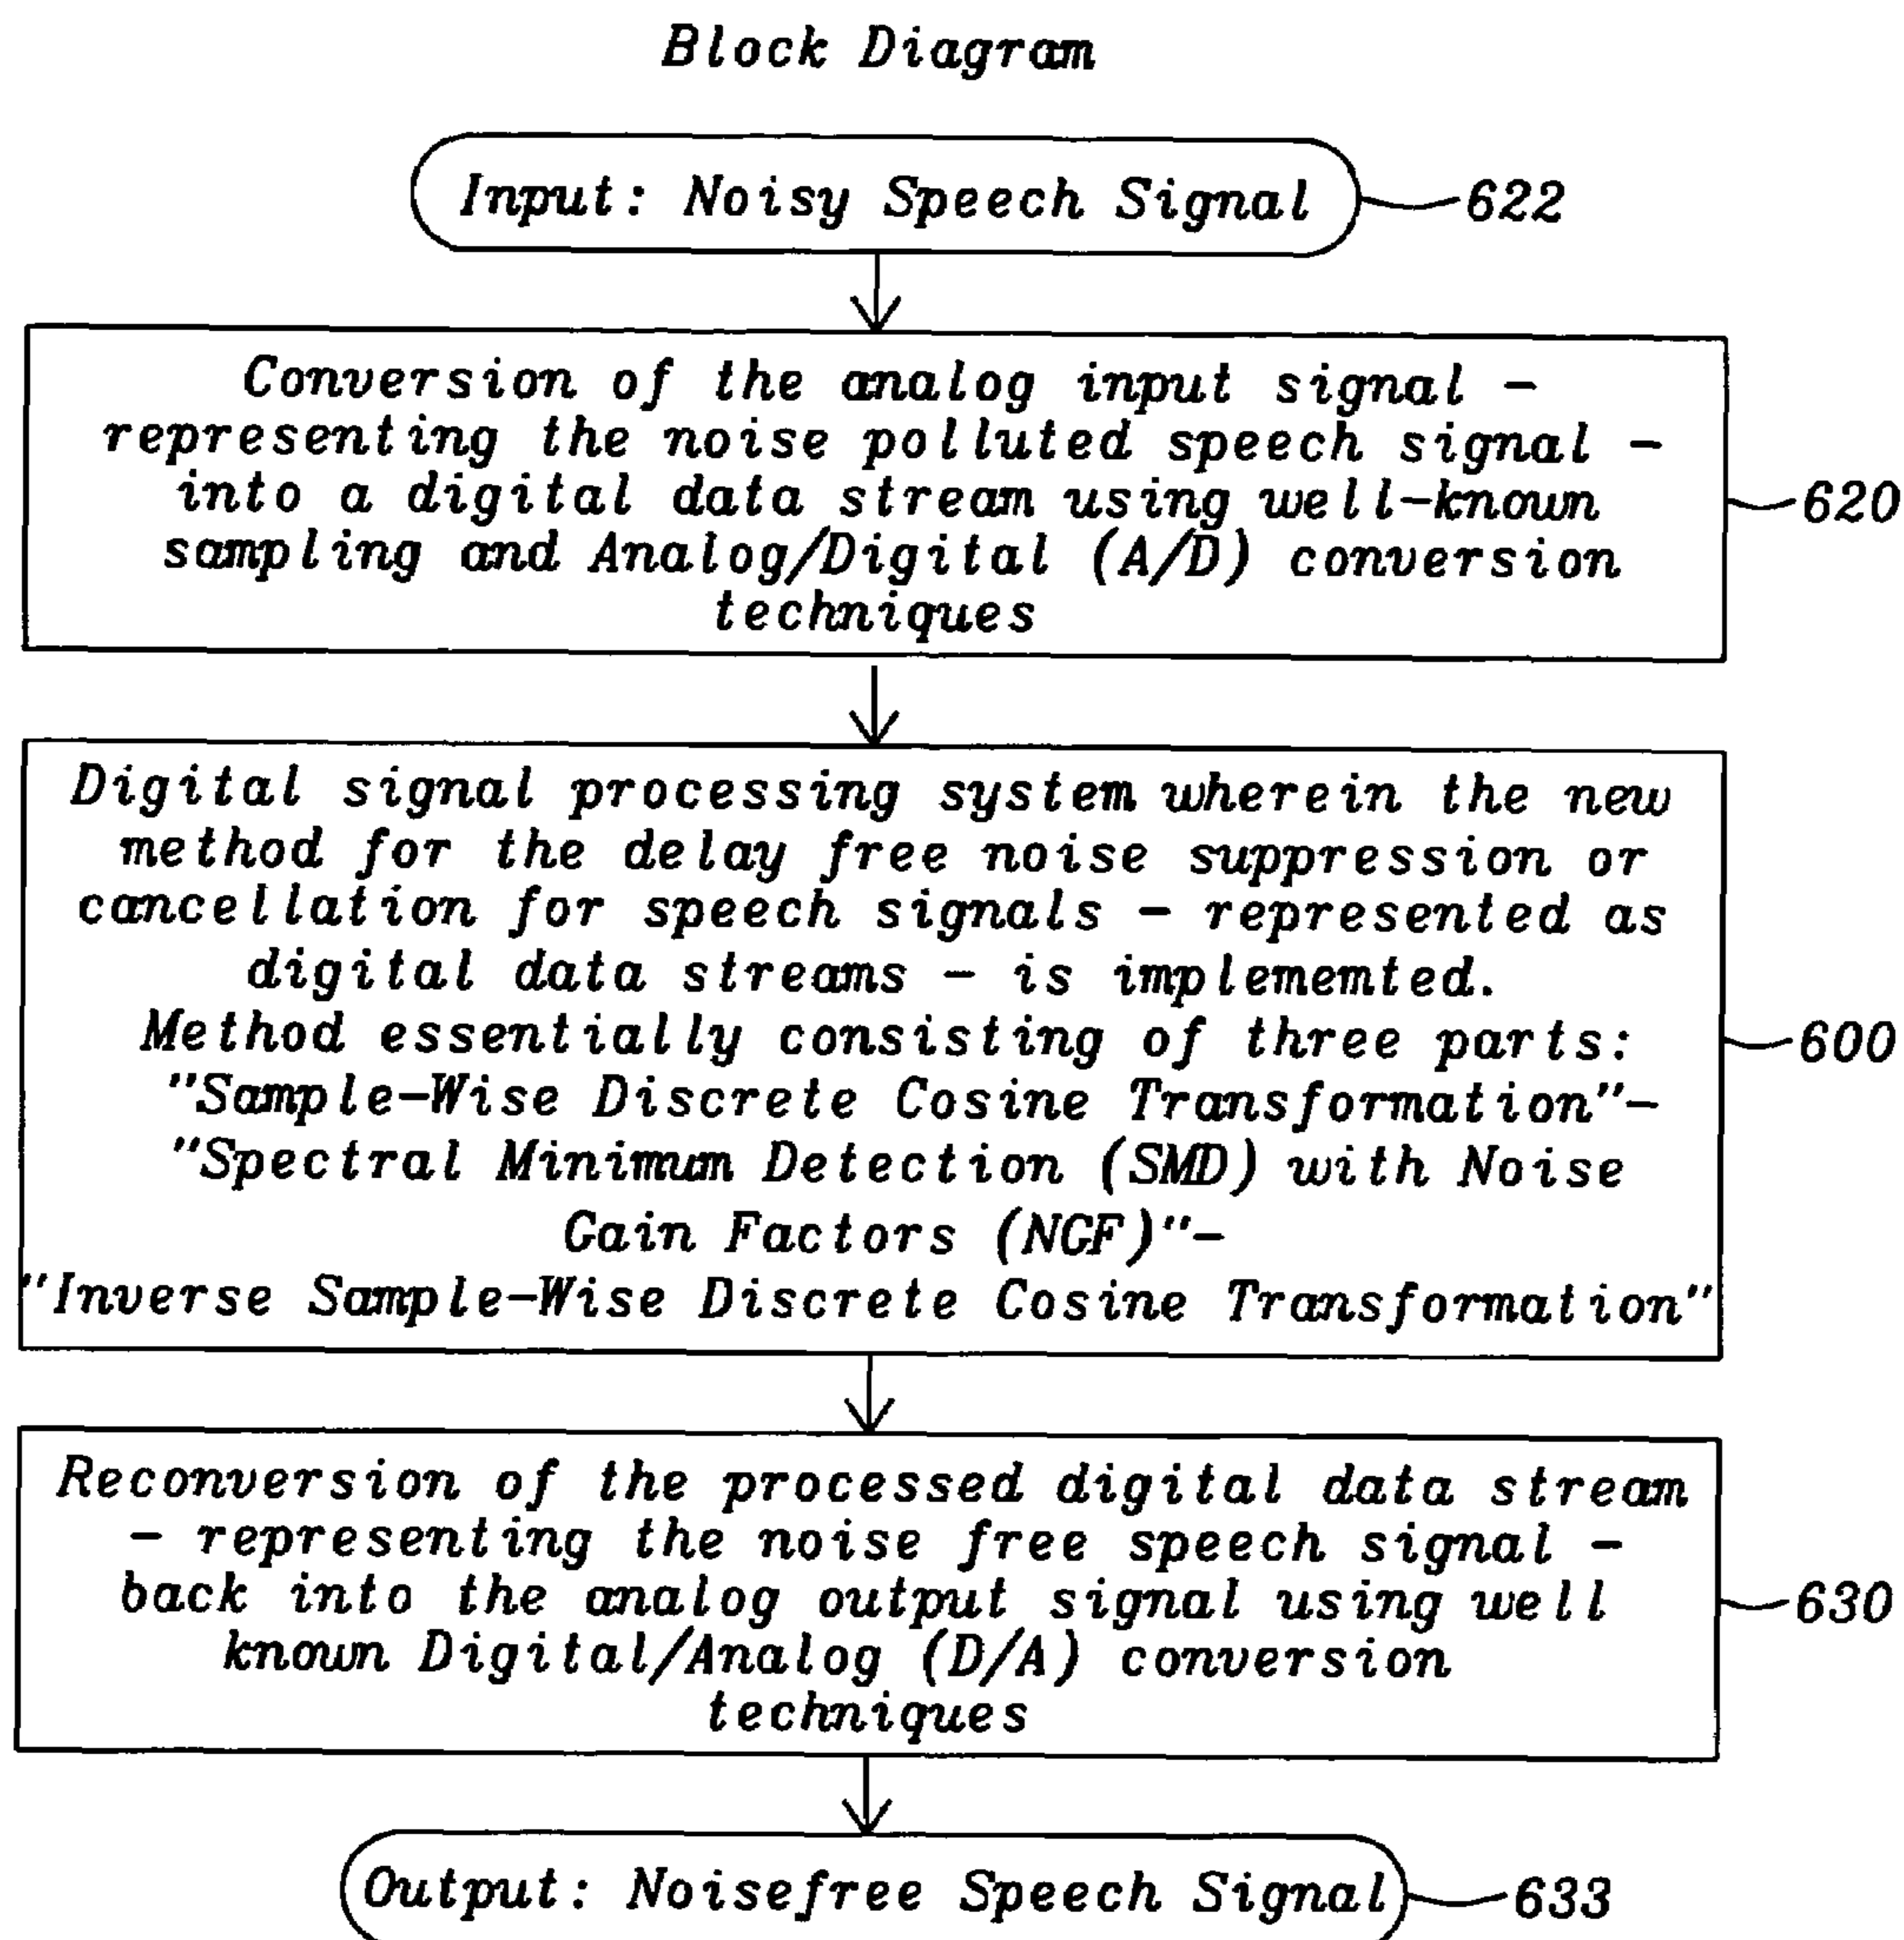 Block Diagram
Input: Noisy Speech Signal
622
Conversion of the analog input signal –
representing the noise polluted speech signal –
into a digital data stream using well-known
sampling and Analog/Digital (A/D) conversion
techniques
620
Digital signal processing system wherein the new
method for the delay free noise suppression or
cancellation for speech signals – represented as
digital data streams – is implememted.
Method essentially consisting of three parts:
"Sample-Wise Discrete Cosine Transformation"–
"Spectral Minimum Detection (SMD) with Noise
Gain Factors (NGF)"–
"Inverse Sample-Wise Discrete Cosine Transformation"
600
Reconversion of the processed digital data stream
– representing the noise free speech signal –
back into the analog output signal using well
known Digital/Analog (D/A) conversion
techniques
630
Output: Noisefree Speech Signal
633